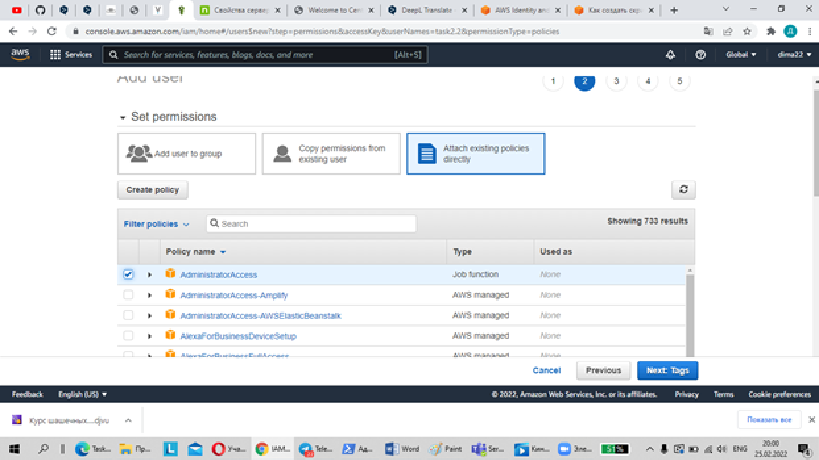 Свойства сервер
Welcome to Cen
DeepL Translate
AWS Identity an
Как создать скр
console.aws.amazon.com/iam/home#/users$new?step=permissions&accessKey&userNames=task2.2&permissionType=policies
aws
Services
Search for services, features, blogs, docs, and more
[Alt+S]
Global
dima22
Add user
1 2 3 4 5
Set permissions
Add user to group
Copy permissions from
existing user
Attach existing policies
directly
Create policy
Filter policies
Search
Showing 733 results
Policy name Type Used as
AdministratorAccess Job function None
AdministratorAccess-Amplify AWS managed None
AdministratorAccess-AWSElasticBeanstalk AWS managed None
AlexaForBusinessDeviceSetup AWS managed None
AlexaForBusinessFullAccess AWS managed None
Cancel Previous Next: Tags
Feedback English (US) © 2022, Amazon Web Services, Inc. or its affiliates. Privacy Terms Cookie preferences
Курс шашечных....djvu
Показать все
Task... Пр... Уча... IAM... Tele... Ад... Word Paint Ser... Кин... Эле... 51% ENG
20:00
25.02.2022